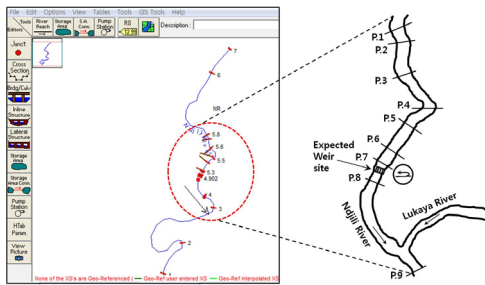 File Edit Options View Tables Tools GIS Tools Help
Tools
Editors
River Reach
Storage Area
S.A. Conn.
Pump Station
RS
Description :
Junct.
Cross Section
Brdg/Culv
Inline Structure
Lateral Structure
Storage Area
Storage Area Conn.
Pump Station
HTab Param.
View Picture
7
6
NR
5.8
5.6
5.5
5.3
4.902
4
3
2
1
None of the XS's are Geo-Referenced ( Geo-Ref user entered XS Geo-Ref interpolated XS
P.1
P.2
P.3
P.4
P.5
P.6
P.7
P.8
P.9
Expected
Weir
site
Ndjili River
Lukaya River